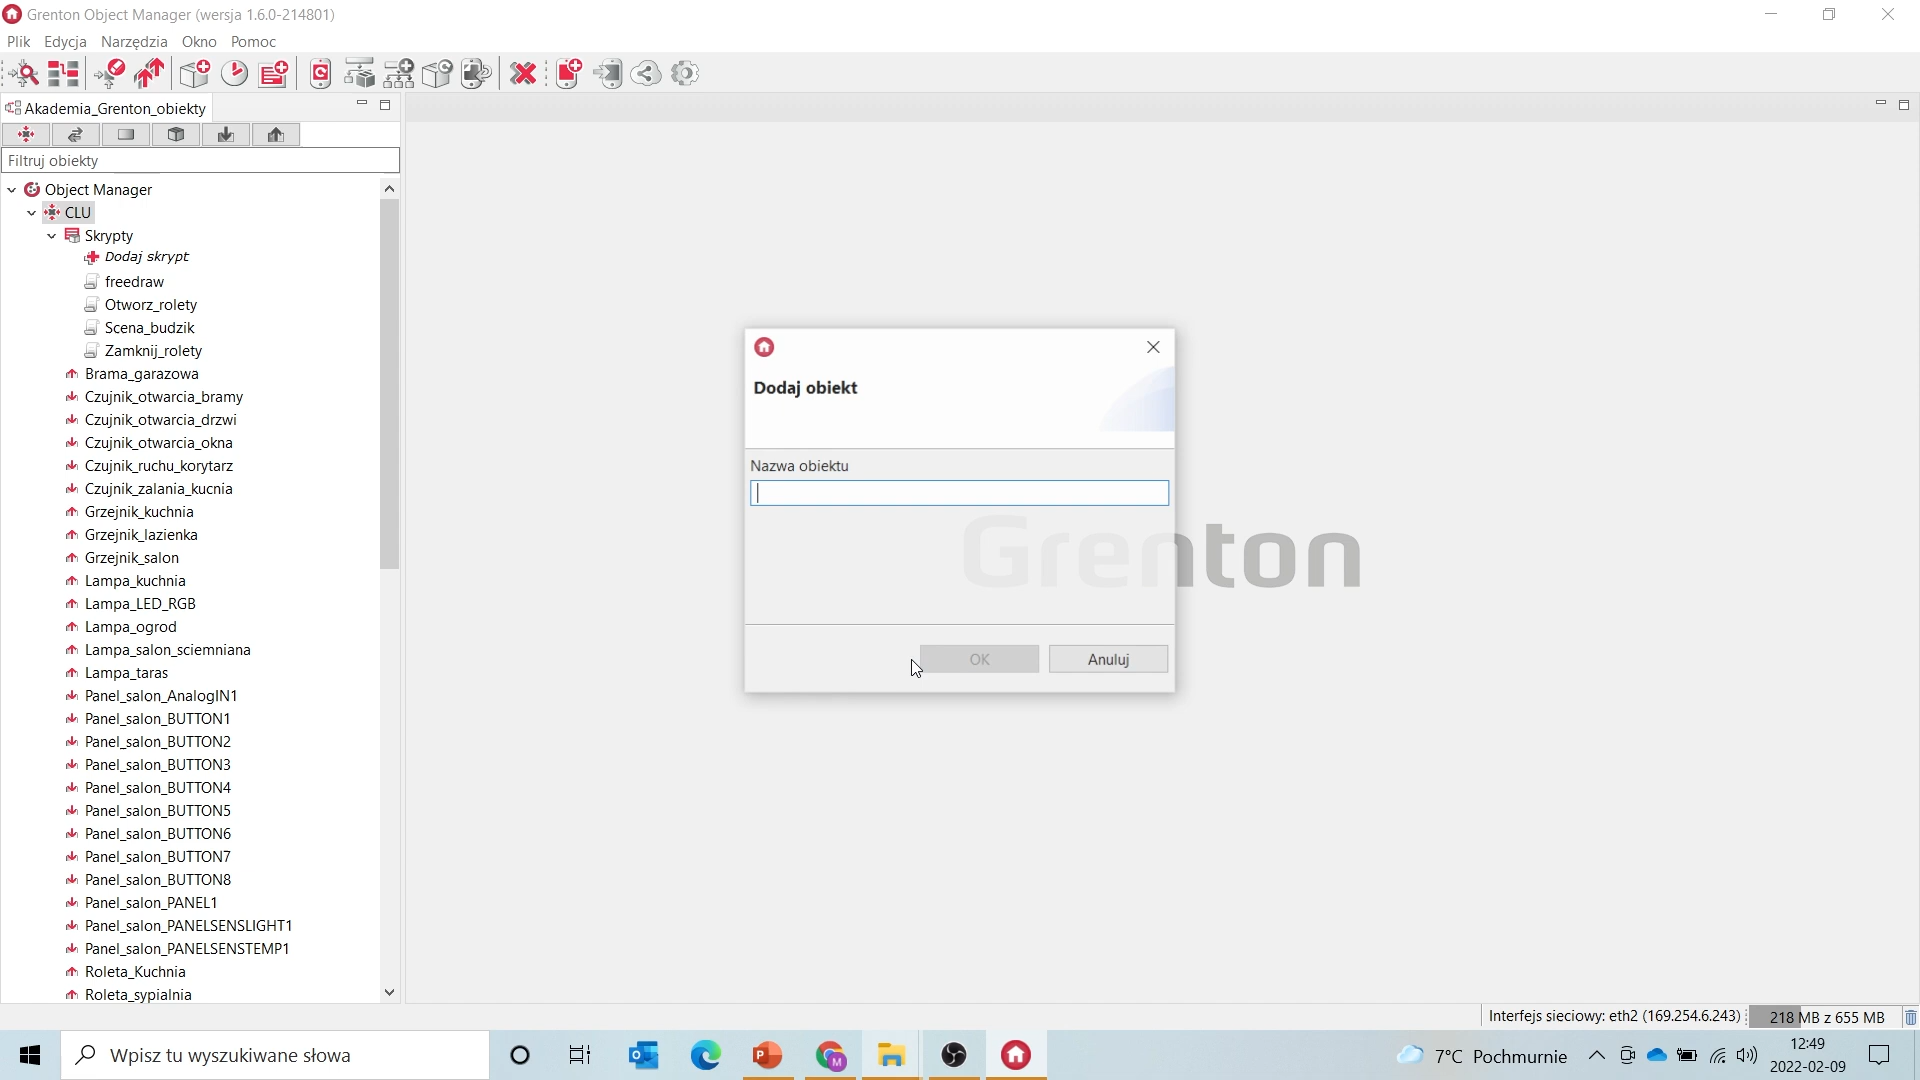 Grenton Object Manager (wersja 1.6.0-214801)
Plik Edycja Narzędzia Okno Pomoc
Akademia_Grenton_obiekty
Filtruj obiekty
Object Manager
CLU
Skrypty
Dodaj skrypt
freedraw
Otworz_rolety
Scena_budzik
Zamknij_rolety
Brama_garazowa
Czujnik_otwarcia_bramy
Czujnik_otwarcia_drzwi
Czujnik_otwarcia_okna
Czujnik_ruchu_korytarz
Czujnik_zalania_kucnia
Grzejnik_kuchnia
Grzejnik_lazienka
Grzejnik_salon
Lampa_kuchnia
Lampa_LED_RGB
Lampa_ogrod
Lampa_salon_sciemniana
Lampa_taras
Panel_salon_AnalogIN1
Panel_salon_BUTTON1
Panel_salon_BUTTON2
Panel_salon_BUTTON3
Panel_salon_BUTTON4
Panel_salon_BUTTON5
Panel_salon_BUTTON6
Panel_salon_BUTTON7
Panel_salon_BUTTON8
Panel_salon_PANEL1
Panel_salon_PANELSENSLIGHT1
Panel_salon_PANELSENSTEMP1
Roleta_Kuchnia
Roleta_sypialnia
Dodaj obiekt
Nazwa obiektu
Grenton
OK Anuluj
Interfejs sieciowy: eth2 (169.254.6.243) 218 MB z 655 MB
Wpisz tu wyszukiwane słowa
7°C Pochmurnie
12:49
2022-02-09